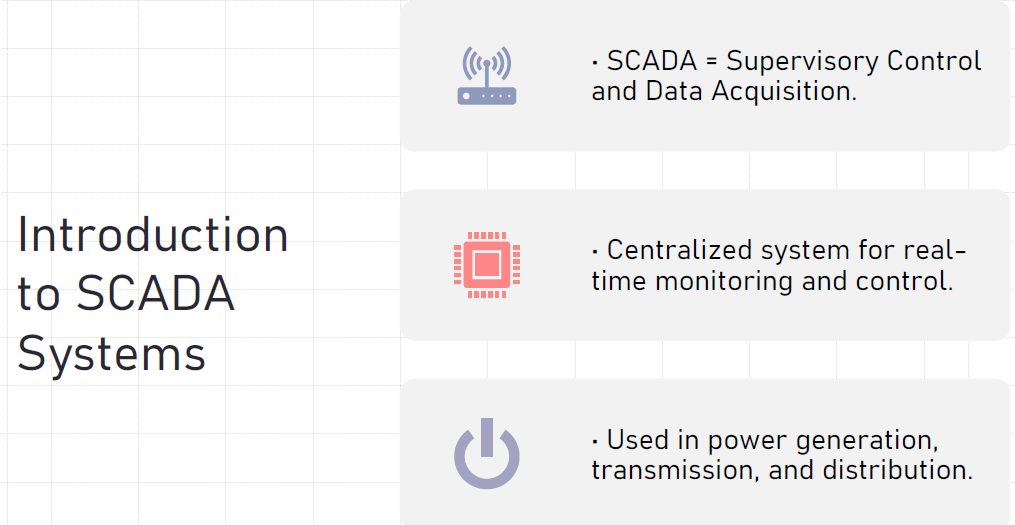 Introduction
to SCADA
Systems
· SCADA = Supervisory Control
and Data Acquisition.
· Centralized system for real-
time monitoring and control.
· Used in power generation,
transmission, and distribution.